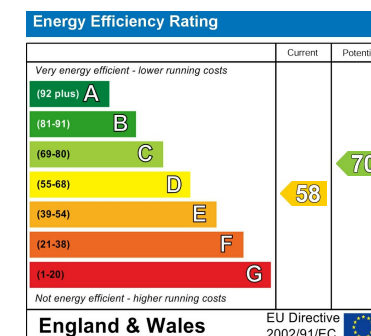 Energy Efficiency Rating
Current
Very energy efficient - lower running costs
(92 plus) A
(81-91) B
(69-80) C
70
(55-68) D
58
(39-54) E
(21-38) F
(1-20) G
Not energy efficient - higher running costs
England & Wales
EU Directive
2002/91/EC